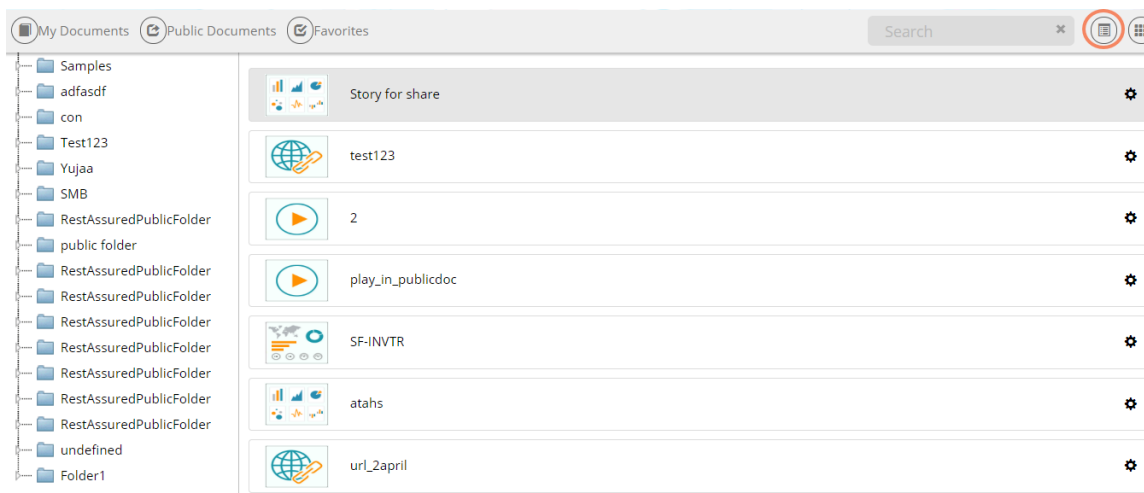 My Documents Public Documents Favorites Search
Samples
adfasdf
con
Test123
Yujaa
SMB
RestAssuredPublicFolder
public folder
RestAssuredPublicFolder
RestAssuredPublicFolder
RestAssuredPublicFolder
RestAssuredPublicFolder
RestAssuredPublicFolder
RestAssuredPublicFolder
RestAssuredPublicFolder
undefined
Folder1
Story for share
test123
2
play_in_publicdoc
SF-INVTR
atahs
url_2april